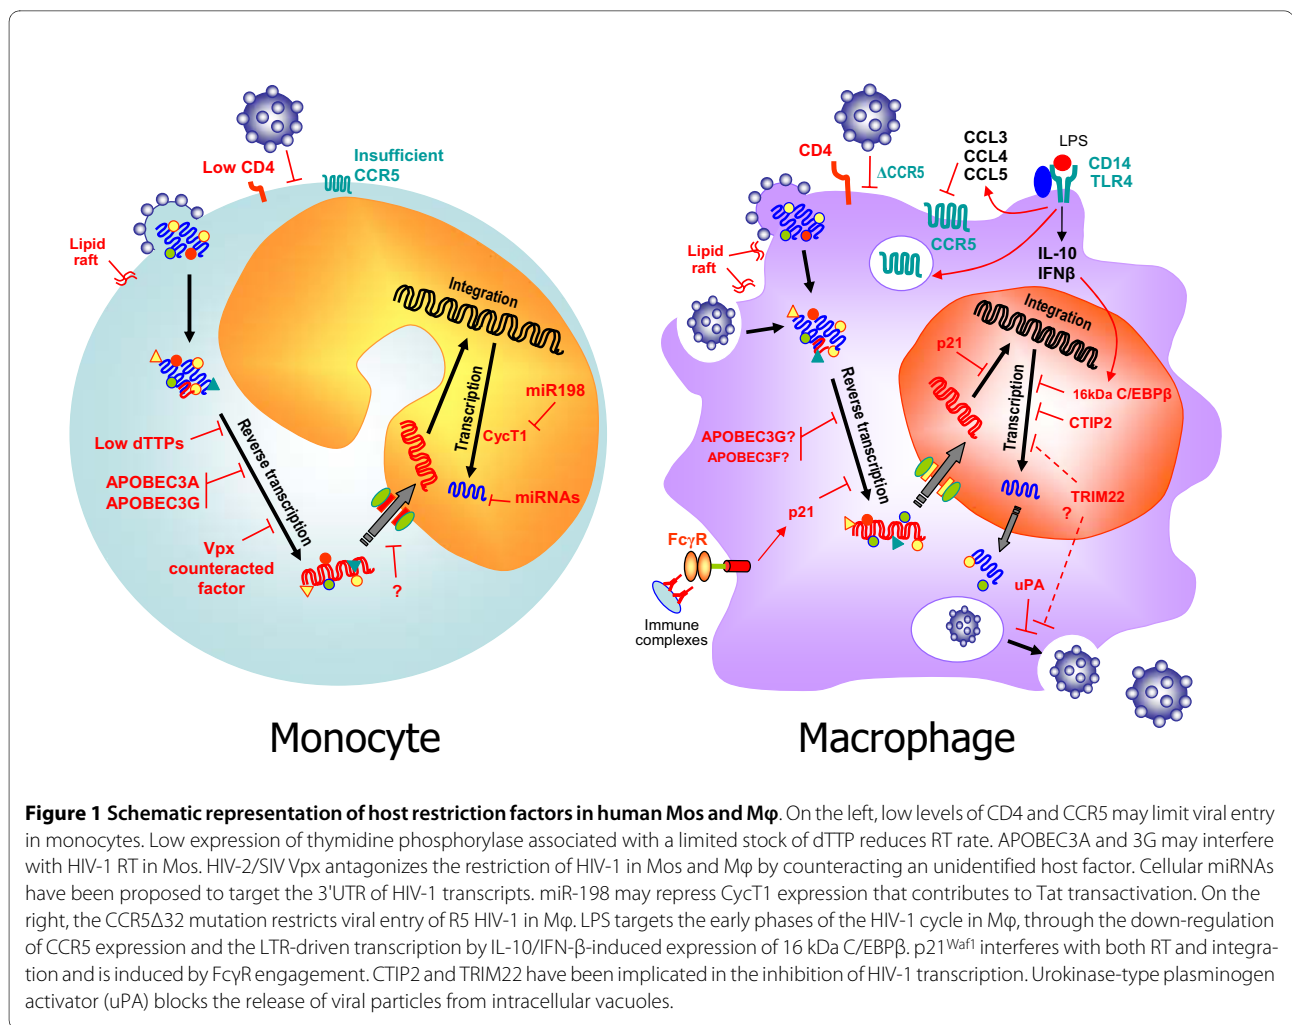 Low CD4
Insufficient
CCR5
Lipid
raft
Integration
Transcription
miR198
CycT1
miRNAs
Low dTTPs
APOBEC3A
APOBEC3G
Reverse transcription
Vpx
counteracted
factor
?
Monocyte
CD4
ΔCCR5
CCL3
CCL4
CCL5
LPS
CD14
TLR4
CCR5
Lipid
raft
IL-10
IFNβ
Integration
p21
Transcription
16kDa C/EBPβ
CTIP2
Reverse transcription
APOBEC3G?
APOBEC3F?
TRIM22
?
p21
FcγR
uPA
Immune
complexes
Macrophage
Figure 1 Schematic representation of host restriction factors in human Mos and Mφ. On the left, low levels of CD4 and CCR5 may limit viral entry
in monocytes. Low expression of thymidine phosphorylase associated with a limited stock of dTTP reduces RT rate. APOBEC3A and 3G may interfere
with HIV-1 RT in Mos. HIV-2/SIV Vpx antagonizes the restriction of HIV-1 in Mos and Mφ by counteracting an unidentified host factor. Cellular miRNAs
have been proposed to target the 3'UTR of HIV-1 transcripts. miR-198 may repress CycT1 expression that contributes to Tat transactivation. On the
right, the CCR5Δ32 mutation restricts viral entry of R5 HIV-1 in Mφ. LPS targets the early phases of the HIV-1 cycle in Mφ, through the down-regulation
of CCR5 expression and the LTR-driven transcription by IL-10/IFN-β-induced expression of 16 kDa C/EBPβ. p21Waf1 interferes with both RT and integra-
tion and is induced by FcγR engagement. CTIP2 and TRIM22 have been implicated in the inhibition of HIV-1 transcription. Urokinase-type plasminogen
activator (uPA) blocks the release of viral particles from intracellular vacuoles.